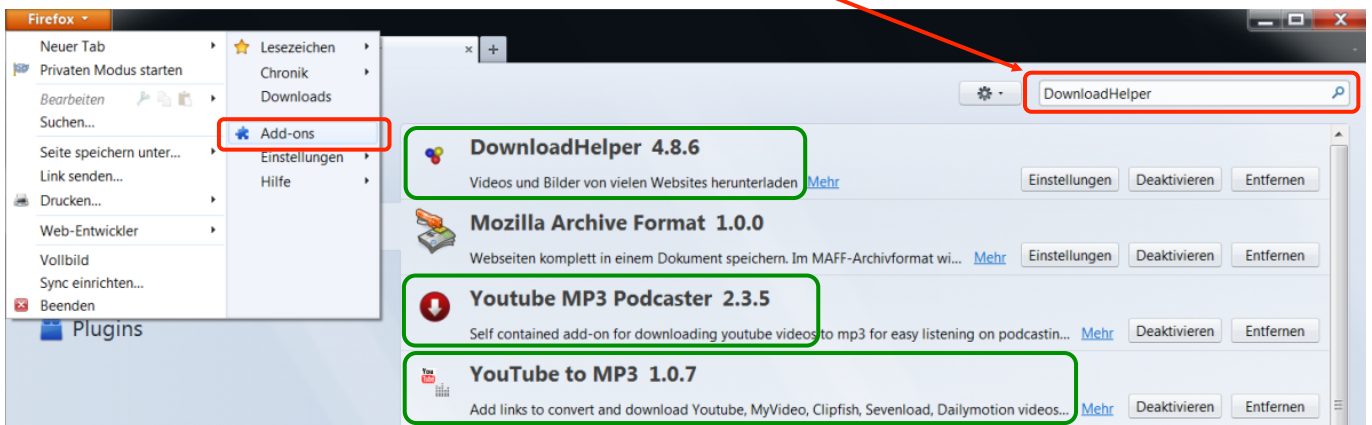 Firefox
Neuer Tab
Privaten Modus starten
Bearbeiten
Suchen...
Seite speichern unter...
Link senden...
Drucken...
Web-Entwickler
Vollbild
Sync einrichten...
Beenden
Lesezeichen
Chronik
Downloads
Add-ons
Einstellungen
Hilfe
Plugins
DownloadHelper
DownloadHelper 4.8.6
Videos und Bilder von vielen Websites herunterladen Mehr
Einstellungen Deaktivieren Entfernen
Mozilla Archive Format 1.0.0
Webseiten komplett in einem Dokument speichern. Im MAFF-Archivformat wi... Mehr
Einstellungen Deaktivieren Entfernen
Youtube MP3 Podcaster 2.3.5
Self contained add-on for downloading youtube videos to mp3 for easy listening on podcastin... Mehr
Deaktivieren Entfernen
You
Tube
YouTube to MP3 1.0.7
Add links to convert and download Youtube, MyVideo, Clipfish, Sevenload, Dailymotion videos... Mehr
Deaktivieren Entfernen